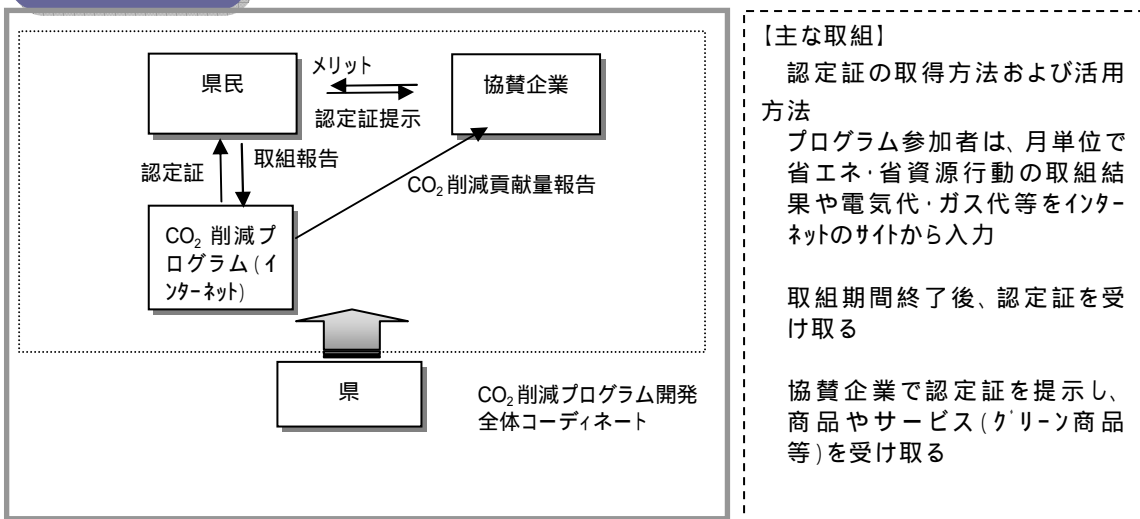 県民
メリット
認定証提示
協賛企業
認定証
取組報告
CO₂削減貢献量報告
CO₂ 削減プ
ログラム(イ
ンターネット)
県
CO₂削減プログラム開発
全体コーディネート
【主な取組】
認定証の取得方法および活用
方法
プログラム参加者は、月単位で
省エネ・省資源行動の取組結
果や電気代・ガス代等をインター
ネットのサイトから入力
取組期間終了後、認定証を受
け取る
協賛企業で認定証を提示し、
商品やサービス(グリーン商品
等)を受け取る